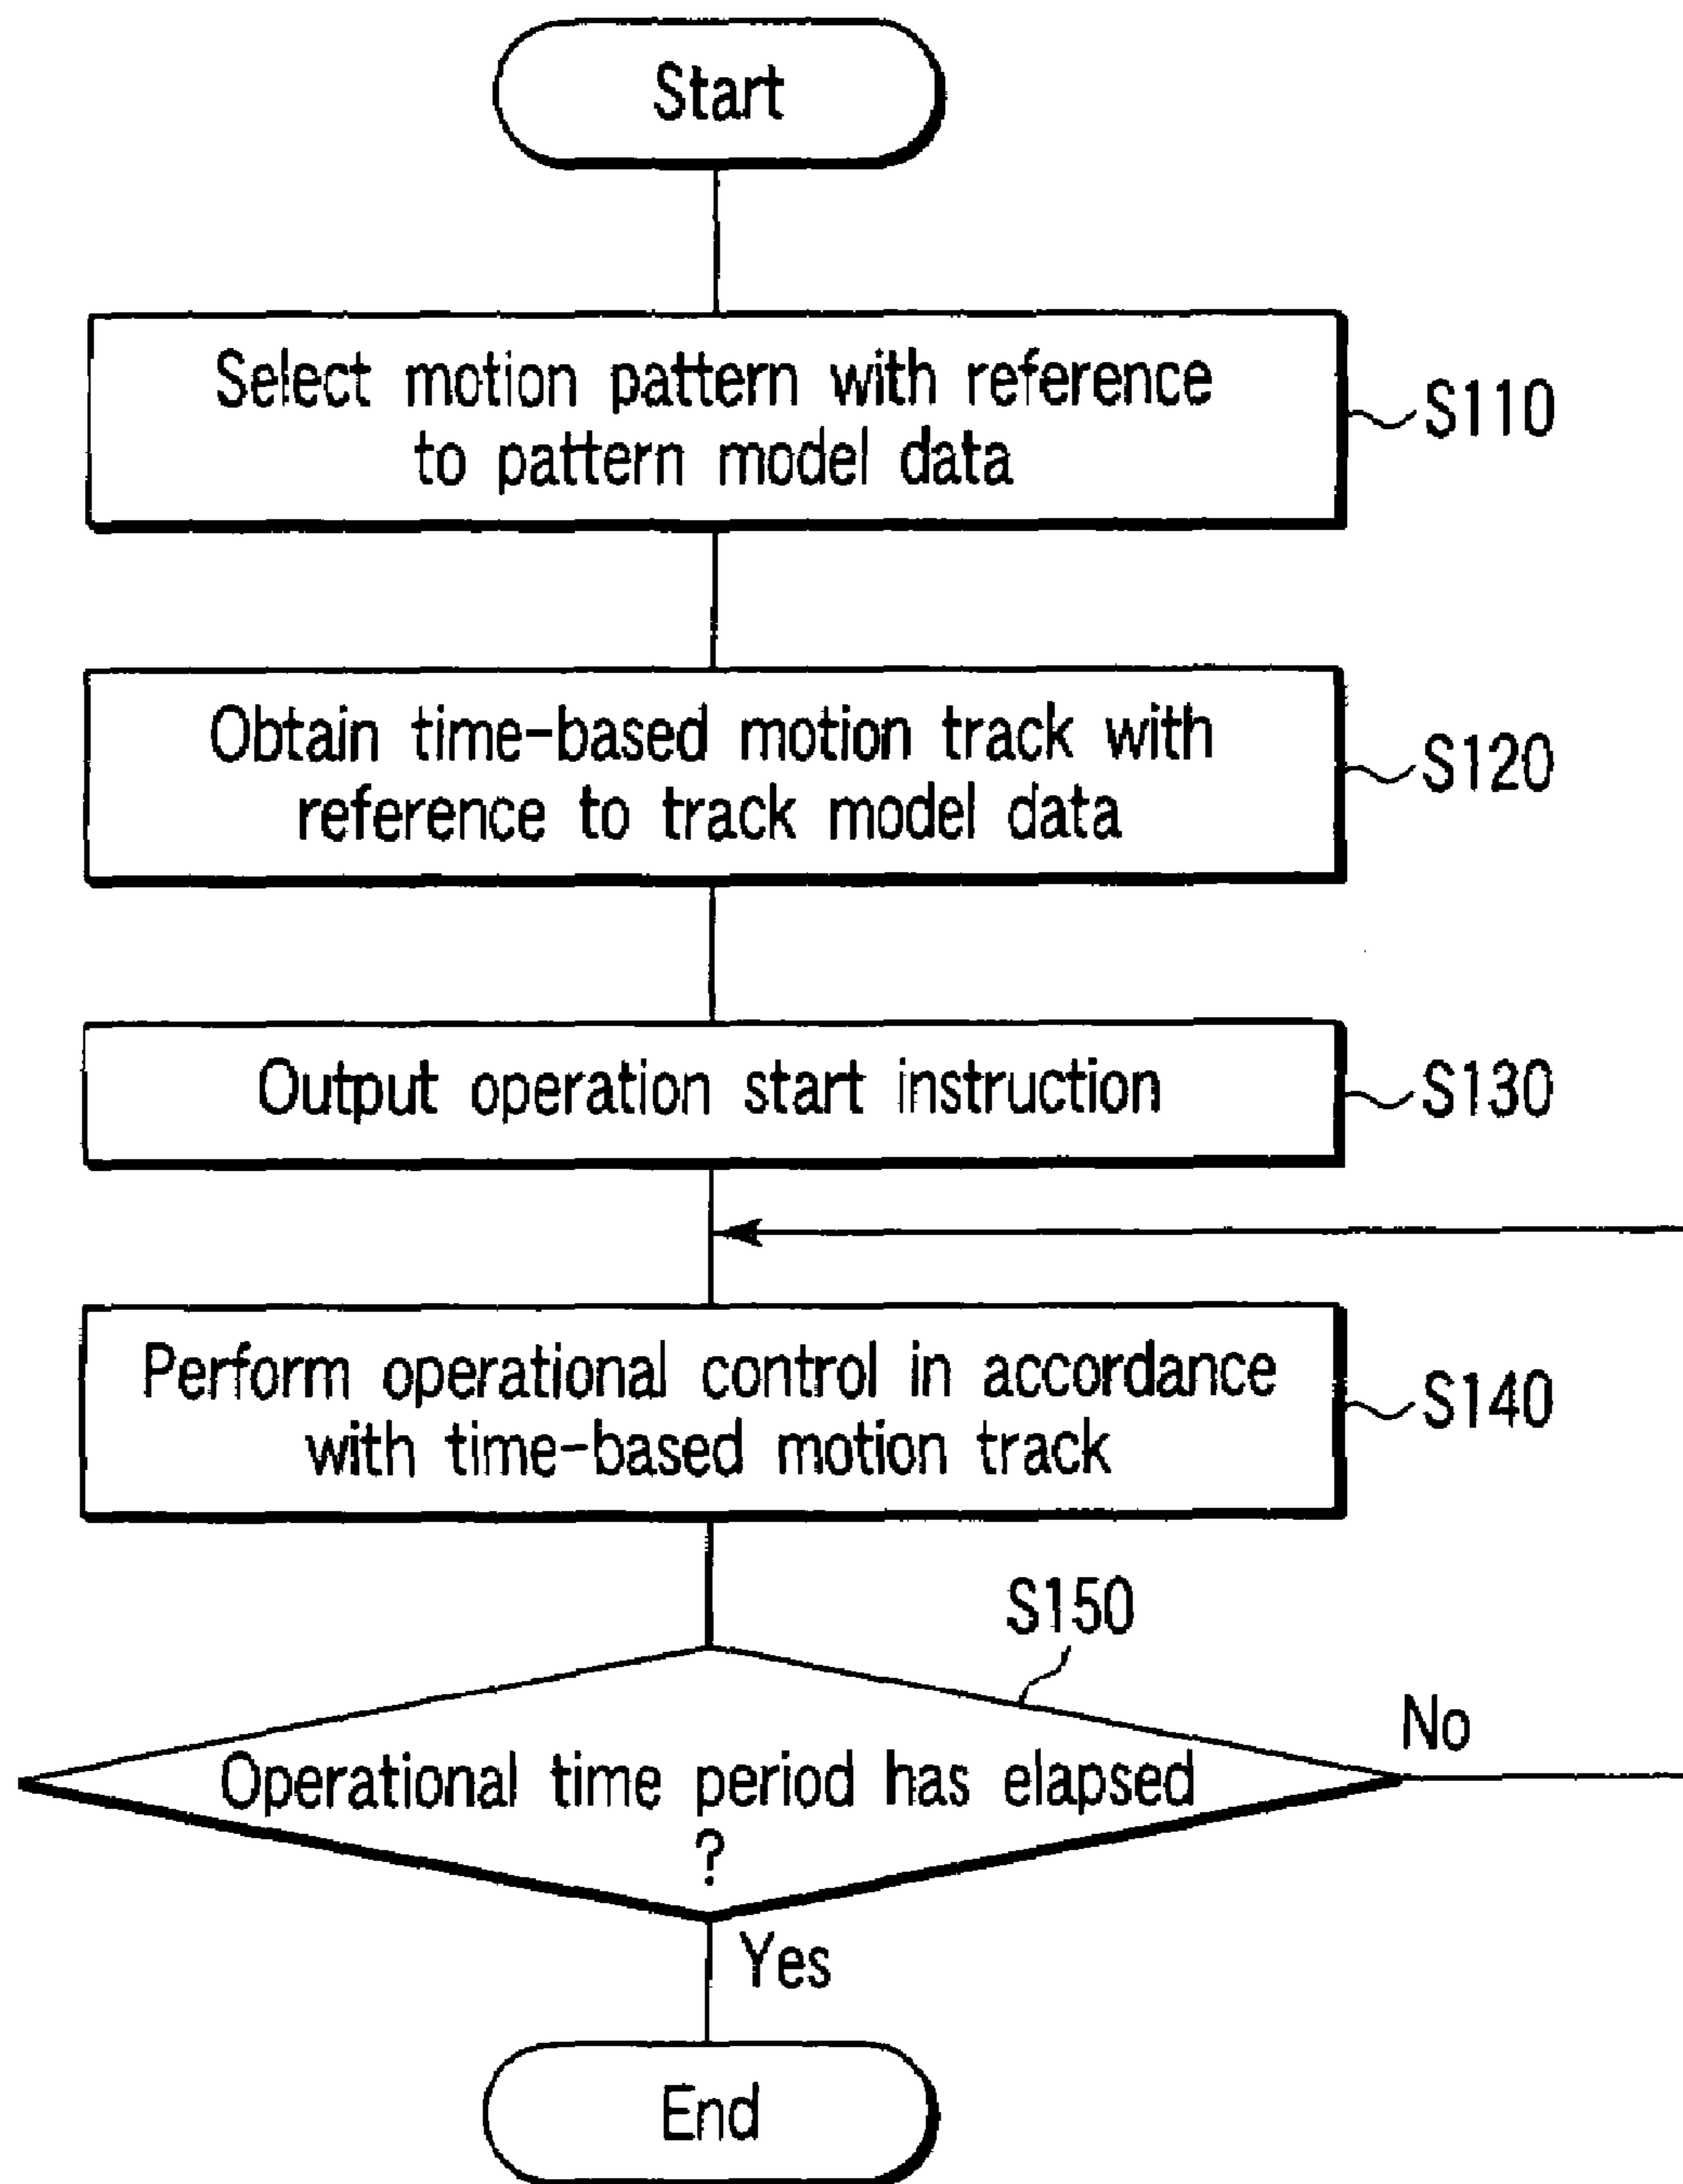 Start
Select motion pattern with reference
to pattern model data
S110
Obtain time-based motion track with
reference to track model data
S120
Output operation start instruction
S130
Perform operational control in accordance
with time-based motion track
S140
S150
Operational time period has elapsed
?
No
Yes
End